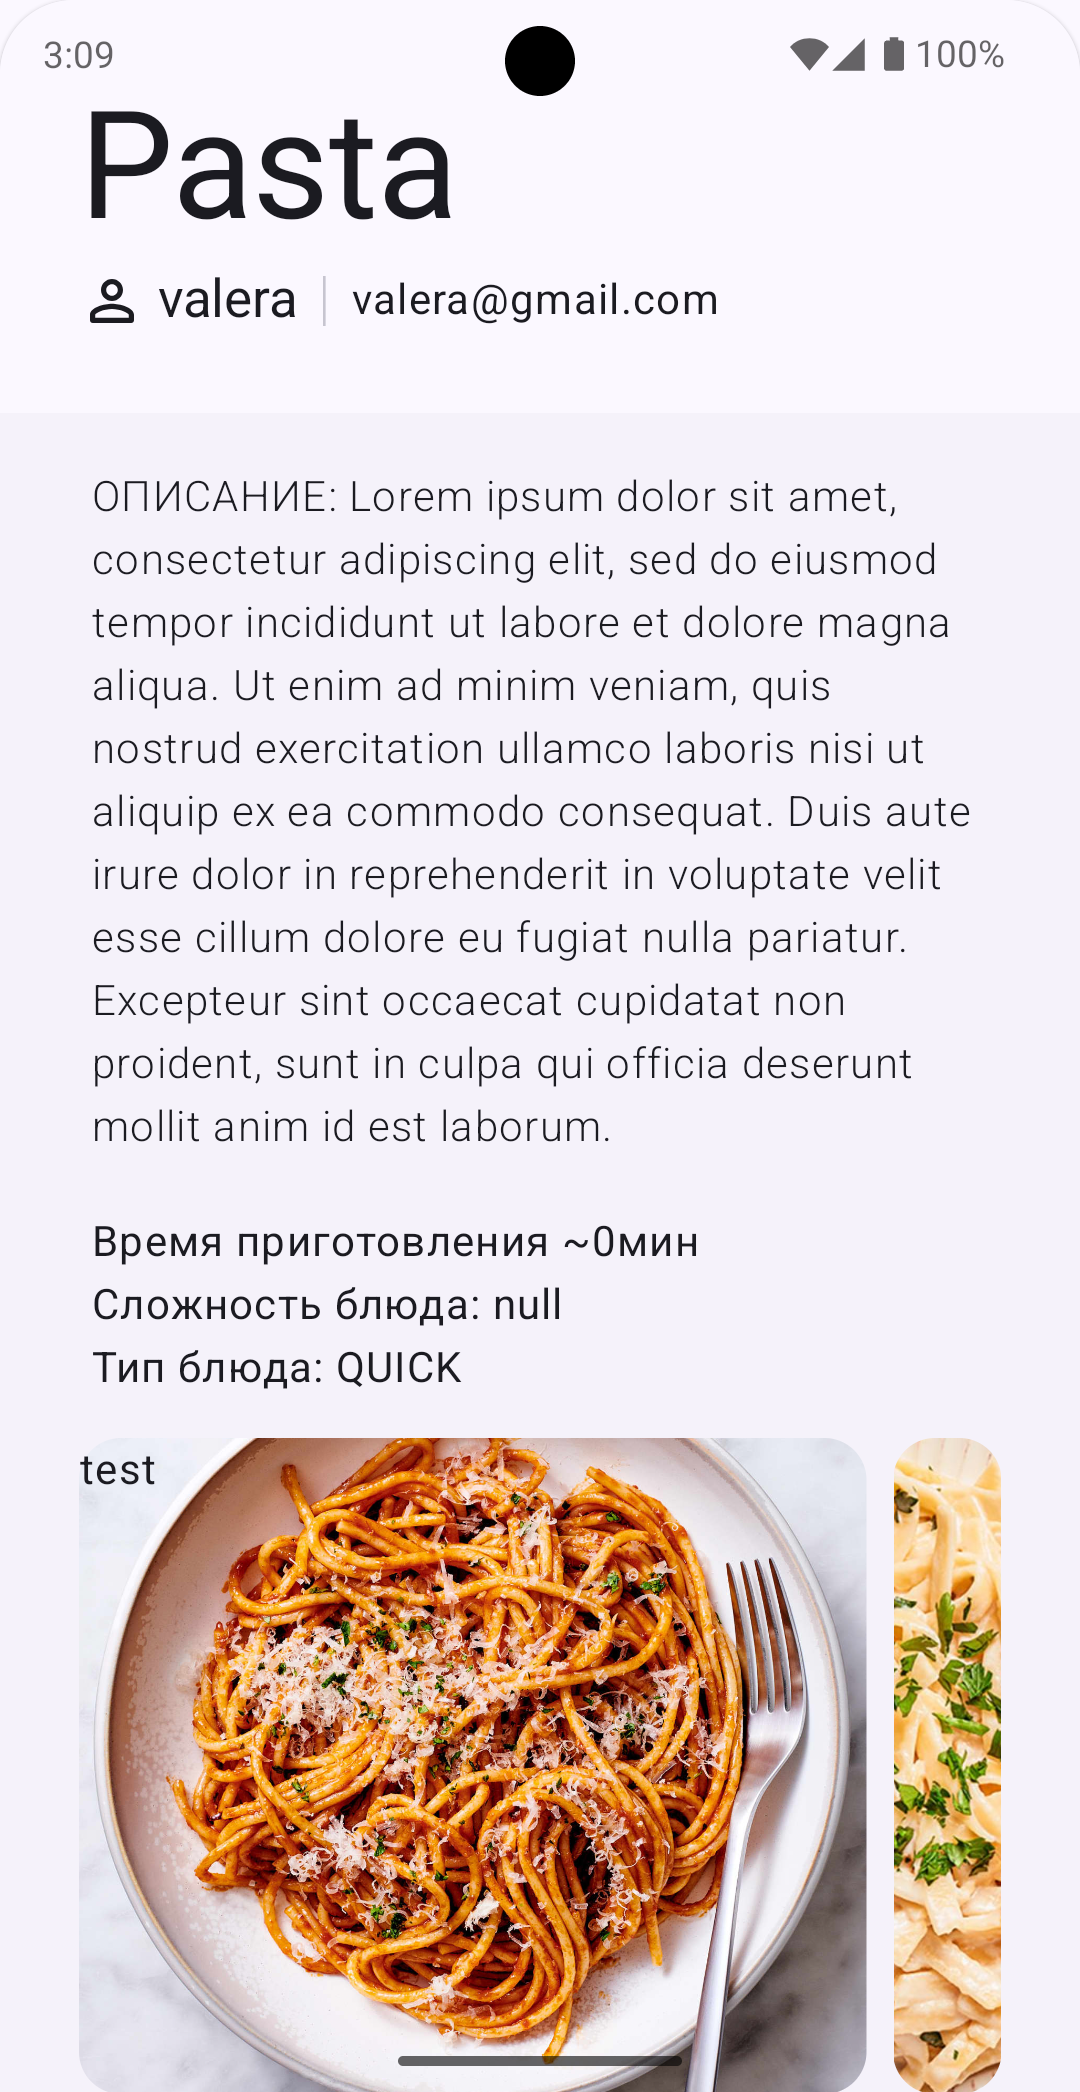 3:09
100%
Pasta
valera
valera@gmail.com
ОПИСАНИЕ: Lorem ipsum dolor sit amet,
consectetur adipiscing elit, sed do eiusmod
tempor incididunt ut labore et dolore magna
aliqua. Ut enim ad minim veniam, quis
nostrud exercitation ullamco laboris nisi ut
aliquip ex ea commodo consequat. Duis aute
irure dolor in reprehenderit in voluptate velit
esse cillum dolore eu fugiat nulla pariatur.
Excepteur sint occaecat cupidatat non
proident, sunt in culpa qui officia deserunt
mollit anim id est laborum.
Время приготовления ~0мин
Сложность блюда: null
Тип блюда: QUICK
test